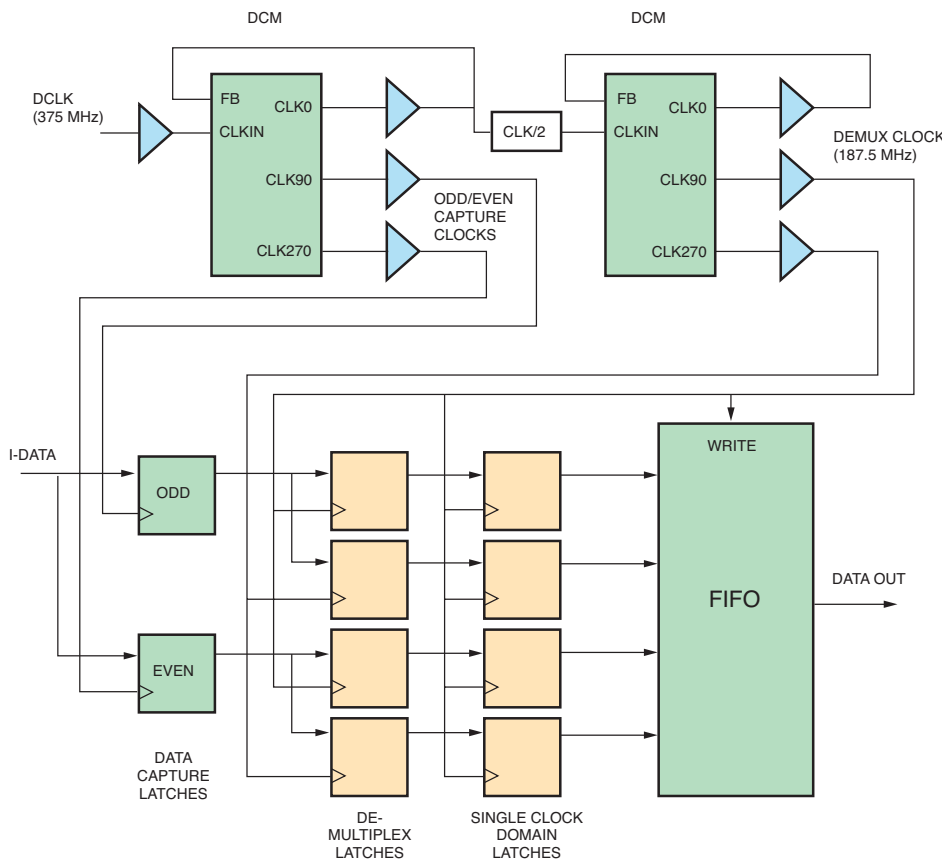 DCM
DCM
DCLK
(375 MHz)
FB
CLKIN
CLK0
CLK90
CLK270
CLK/2
FB
CLKIN
CLK0
CLK90
CLK270
DEMUX CLOCK
(187.5 MHz)
ODD/EVEN
CAPTURE
CLOCKS
I-DATA
ODD
EVEN
WRITE
FIFO
DATA OUT
DATA
CAPTURE
LATCHES
DE-
MULTIPLEX
LATCHES
SINGLE CLOCK
DOMAIN
LATCHES